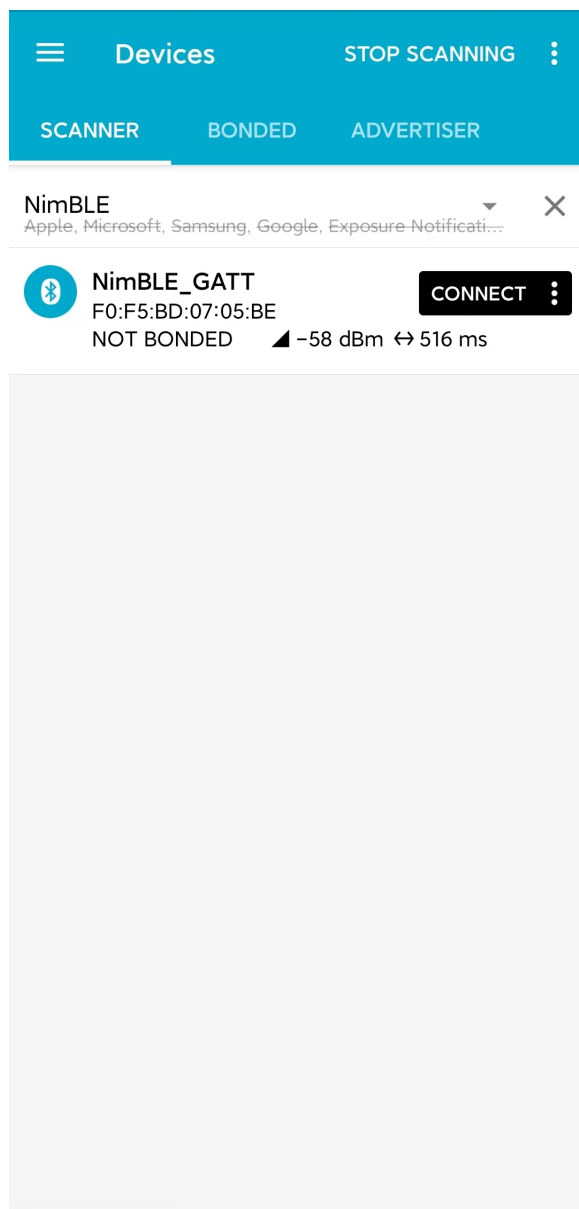 Devices STOP SCANNING
SCANNER BONDED ADVERTISER
NimBLE
Apple, Microsoft, Samsung, Google, Exposure Notificati...
NimBLE_GATT
CONNECT
F0:F5:BD:07:05:BE
NOT BONDED -58 dBm ↔ 516 ms